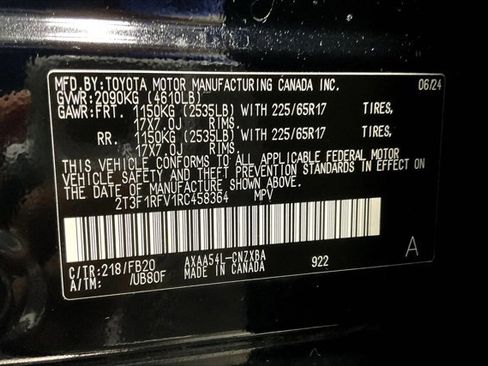 MFD.BY:TOYOTA MOTOR MANUFACTURING CANADA INC. 06/24
GVWR:2090KG (4610LB)
GAWR:FRT. 1150KG (2535LB) WITH 225/65R17 TIRES,
17X7.0J RIMS,
RR. 1150KG (2535LB) WITH 225/65R17 TIRES,
17X7.0J RIMS.
THIS VEHICLE CONFORMS TO ALL APPLICABLE FEDERAL MOTOR
VEHICLE SAFETY AND THEFT PREVENTION STANDARDS IN EFFECT ON
THE DATE OF MANUFACTURE SHOWN ABOVE.
2T3F1RFV1RC458364 MPV
C/TR:218/FB20 AXAA54L-CNZXBA 922 A
A/TM: /UB80F MADE IN CANADA